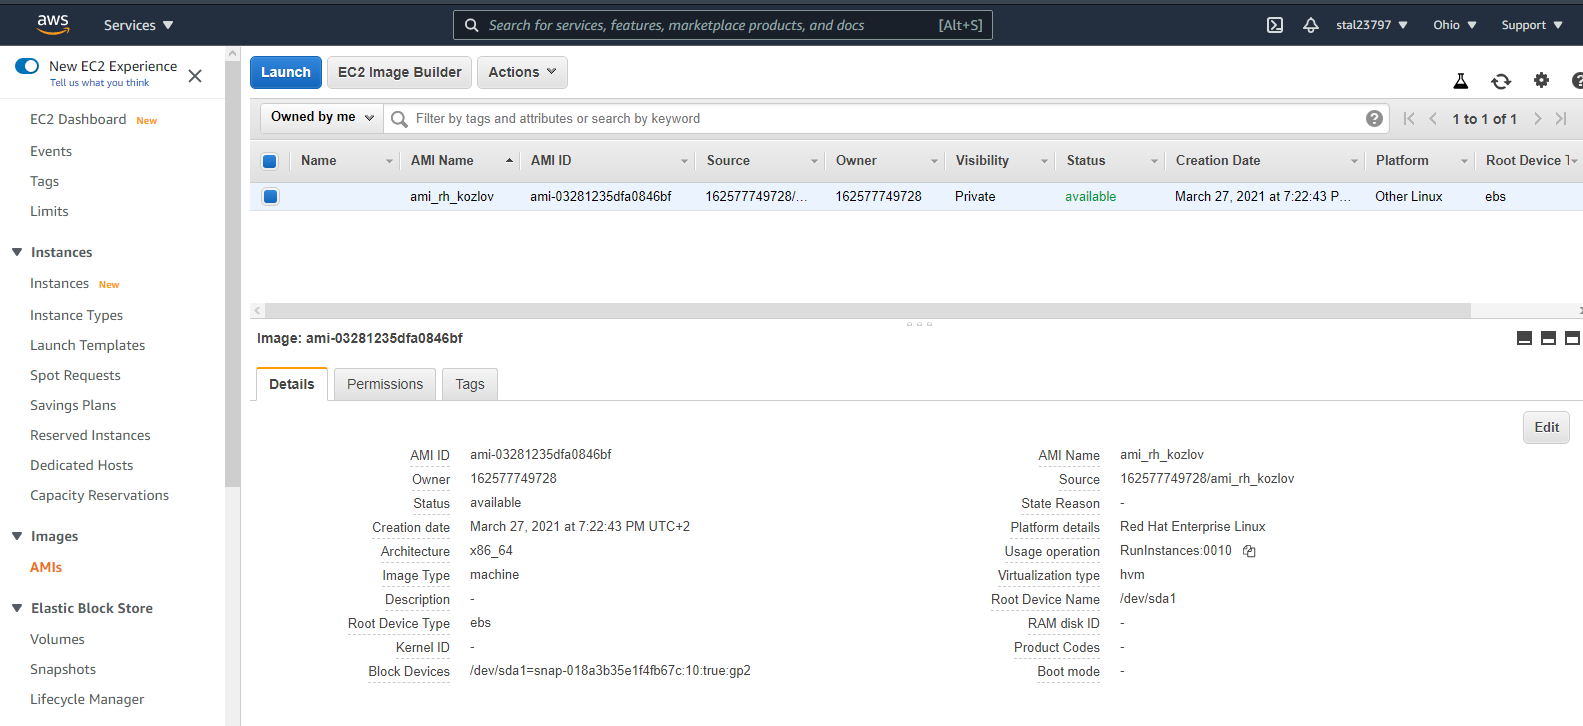 aws
Services
Search for services, features, marketplace products, and docs [Alt+S]
stal23797
Ohio
Support
New EC2 Experience
Tell us what you think
EC2 Dashboard New
Events
Tags
Limits
Instances
Instances New
Instance Types
Launch Templates
Spot Requests
Savings Plans
Reserved Instances
Dedicated Hosts
Capacity Reservations
Images
AMIs
Elastic Block Store
Volumes
Snapshots
Lifecycle Manager
Launch
EC2 Image Builder
Actions
Owned by me
Filter by tags and attributes or search by keyword
1 to 1 of 1
Name AMI Name AMI ID Source Owner Visibility Status Creation Date Platform Root Device T
ami_rh_kozlov ami-03281235dfa0846bf 162577749728/... 162577749728 Private available March 27, 2021 at 7:22:43 P... Other Linux ebs
Image: ami-03281235dfa0846bf
Details Permissions Tags
Edit
AMI ID ami-03281235dfa0846bf
Owner 162577749728
Status available
Creation date March 27, 2021 at 7:22:43 PM UTC+2
Architecture x86_64
Image Type machine
Description -
Root Device Type ebs
Kernel ID -
Block Devices /dev/sda1=snap-018a3b35e1f4fb67c:10:true:gp2
AMI Name ami_rh_kozlov
Source 162577749728/ami_rh_kozlov
State Reason -
Platform details Red Hat Enterprise Linux
Usage operation RunInstances:0010
Virtualization type hvm
Root Device Name /dev/sda1
RAM disk ID -
Product Codes -
Boot mode -